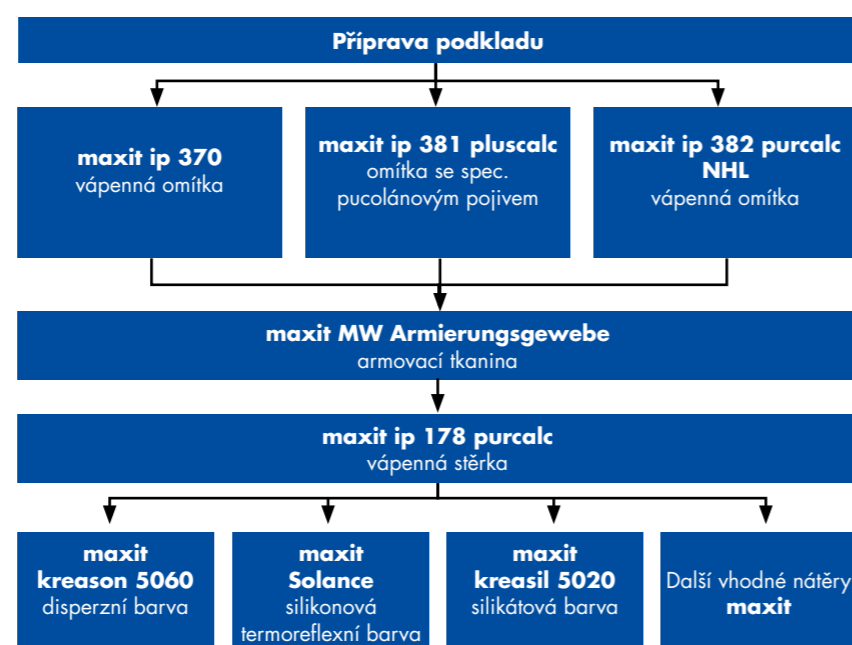 Příprava podkladu
maxit ip 370
vápenná omítka
maxit ip 381 pluscalc
omítka se spec.
pucolánovým pojivem
maxit ip 382 purcalc
NHL
vápenná omítka
maxit MW Armierungsgewebe
armovací tkanina
maxit ip 178 purcalc
vápenná stěrka
maxit
kreason 5060
disperzní barva
maxit
Solance
silikonová
termoreflexní barva
maxit
kreasil 5020
silikátová barva
Další vhodné nátěry
maxit